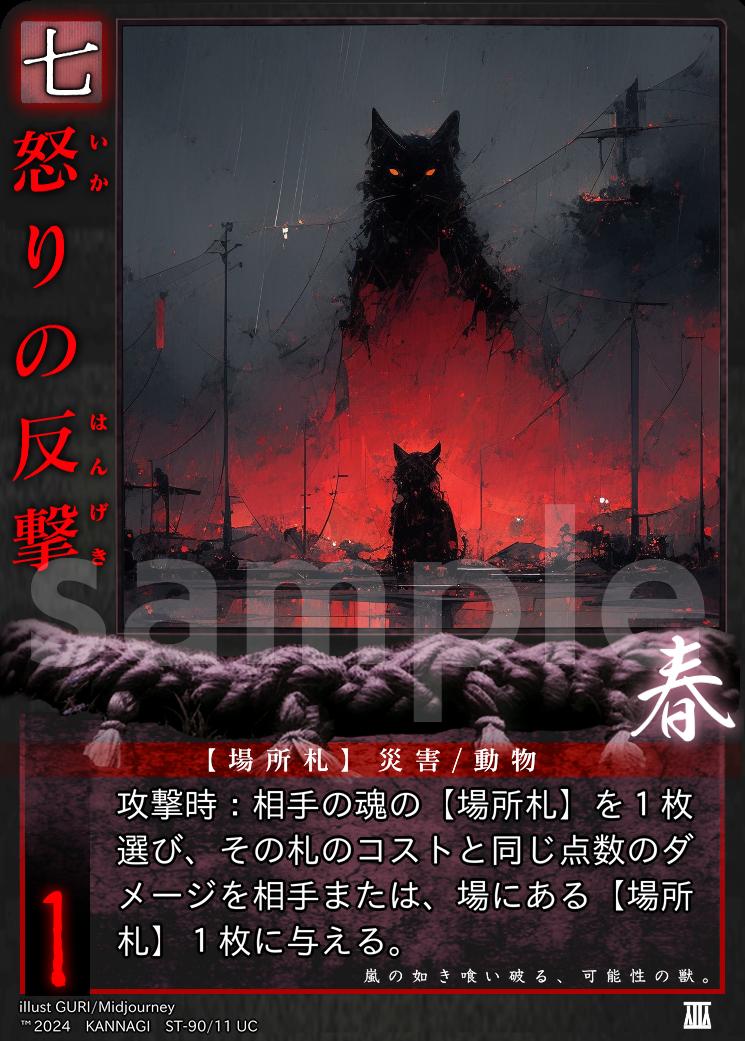 七
怒りの反撃
いか
はんげき
sample
春
【場所札】災害/動物
攻撃時：相手の魂の【場所札】を１枚
選び、その札のコストと同じ点数のダ
メージを相手または、場にある【場所
札】１枚に与える。
1
嵐の如き喰い破る、可能性の獣。
illust GURI/Midjourney
™2024 KANNAGI ST-90/11 UC